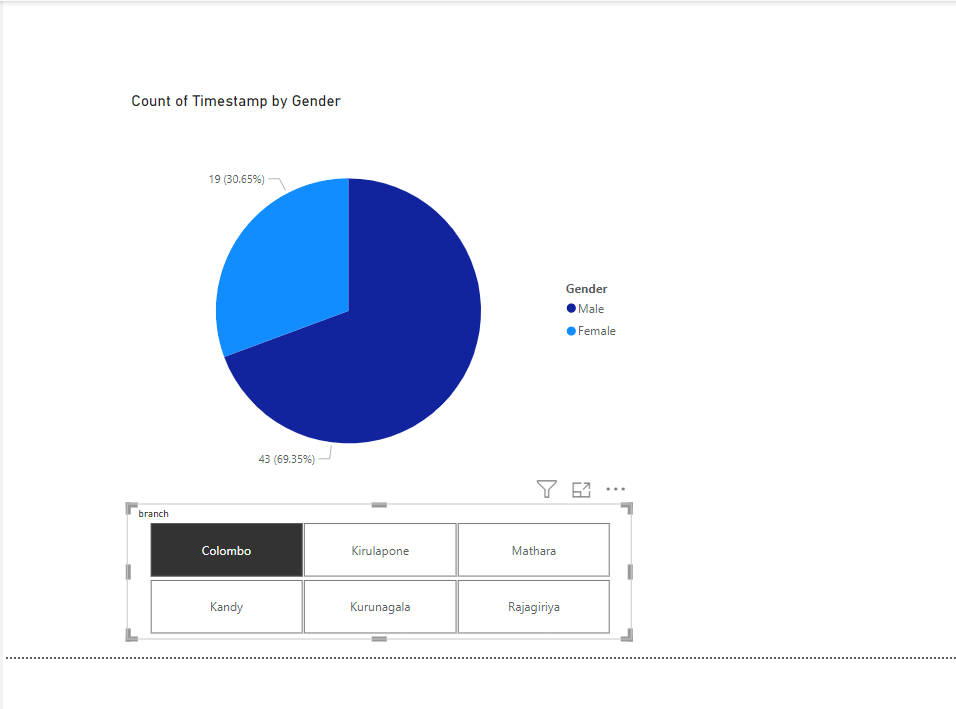 Count of Timestamp by Gender
19 (30.65%)
Gender
Male
Female
43 (69.35%)
branch
Colombo
Kirulapone
Mathara
Kandy
Kurunagala
Rajagiriya